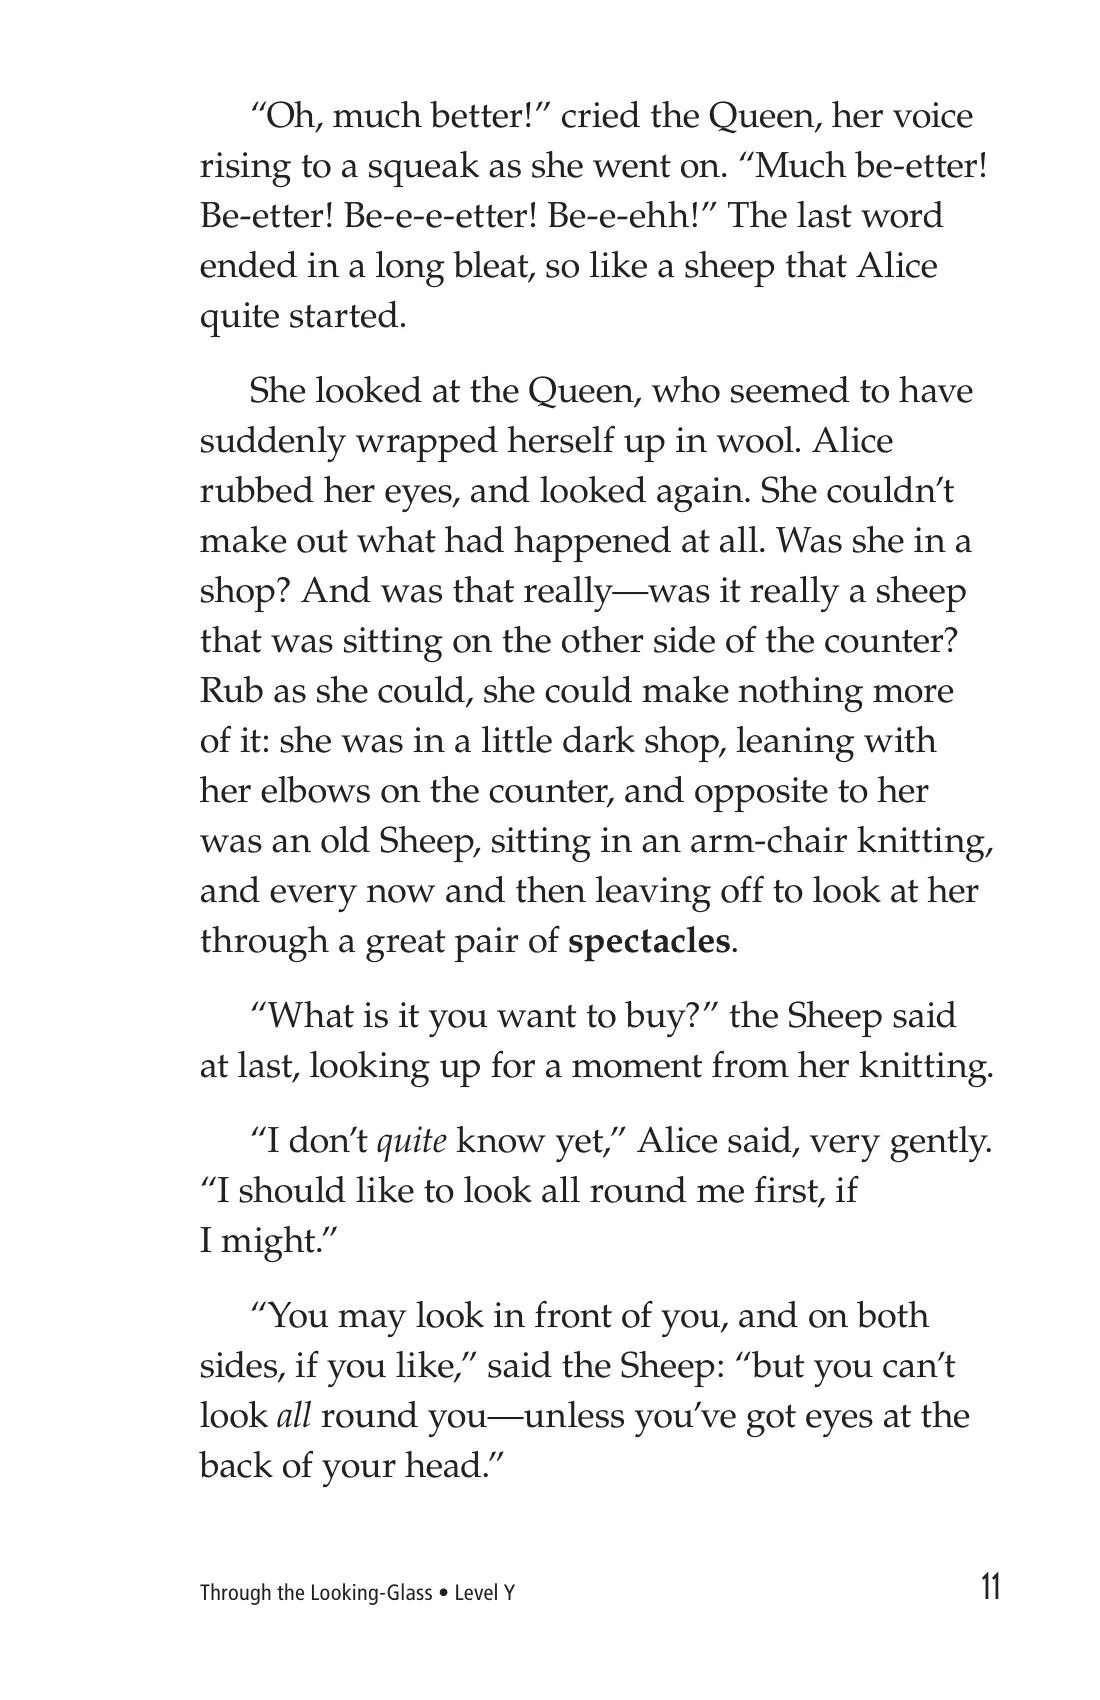 “Oh, much better!” cried the Queen, her voice
rising to a squeak as she went on. “Much be-etter!
Be-etter! Be-e-e-etter! Be-e-ehh!” The last word
ended in a long bleat, so like a sheep that Alice
quite started.
She looked at the Queen, who seemed to have
suddenly wrapped herself up in wool. Alice
rubbed her eyes, and looked again. She couldn’t
make out what had happened at all. Was she in a
shop? And was that really—was it really a sheep
that was sitting on the other side of the counter?
Rub as she could, she could make nothing more
of it: she was in a little dark shop, leaning with
her elbows on the counter, and opposite to her
was an old Sheep, sitting in an arm-chair knitting,
and every now and then leaving off to look at her
through a great pair of spectacles.
“What is it you want to buy?” the Sheep said
at last, looking up for a moment from her knitting.
“I don’t quite know yet,” Alice said, very gently.
“I should like to look all round me first, if
I might.”
“You may look in front of you, and on both
sides, if you like,” said the Sheep: “but you can’t
look all round you—unless you’ve got eyes at the
back of your head.”
Through the Looking-Glass • Level Y
11